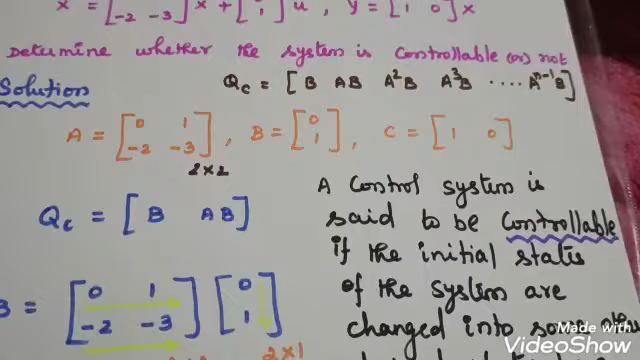 ẋ = [ -2 -3 ] x + [ 1 ] u , y = [ 1 0 ] x
Determine whether the system is controllable (or) not
Solution
Qc = [ B AB A²B A³B ..... Aⁿ⁻¹B ]
A = [ 0 1
-2 -3 ] , B = [ 0
1 ] , C = [ 1 0 ]
2×2
Qc = [ B AB ]
A control system is
said to be controllable
if the initial states
of the system are
changed into some
B = [ 0 1
-2 -3 ] [ 0
1 ]
2×1
Made with
VideoShow